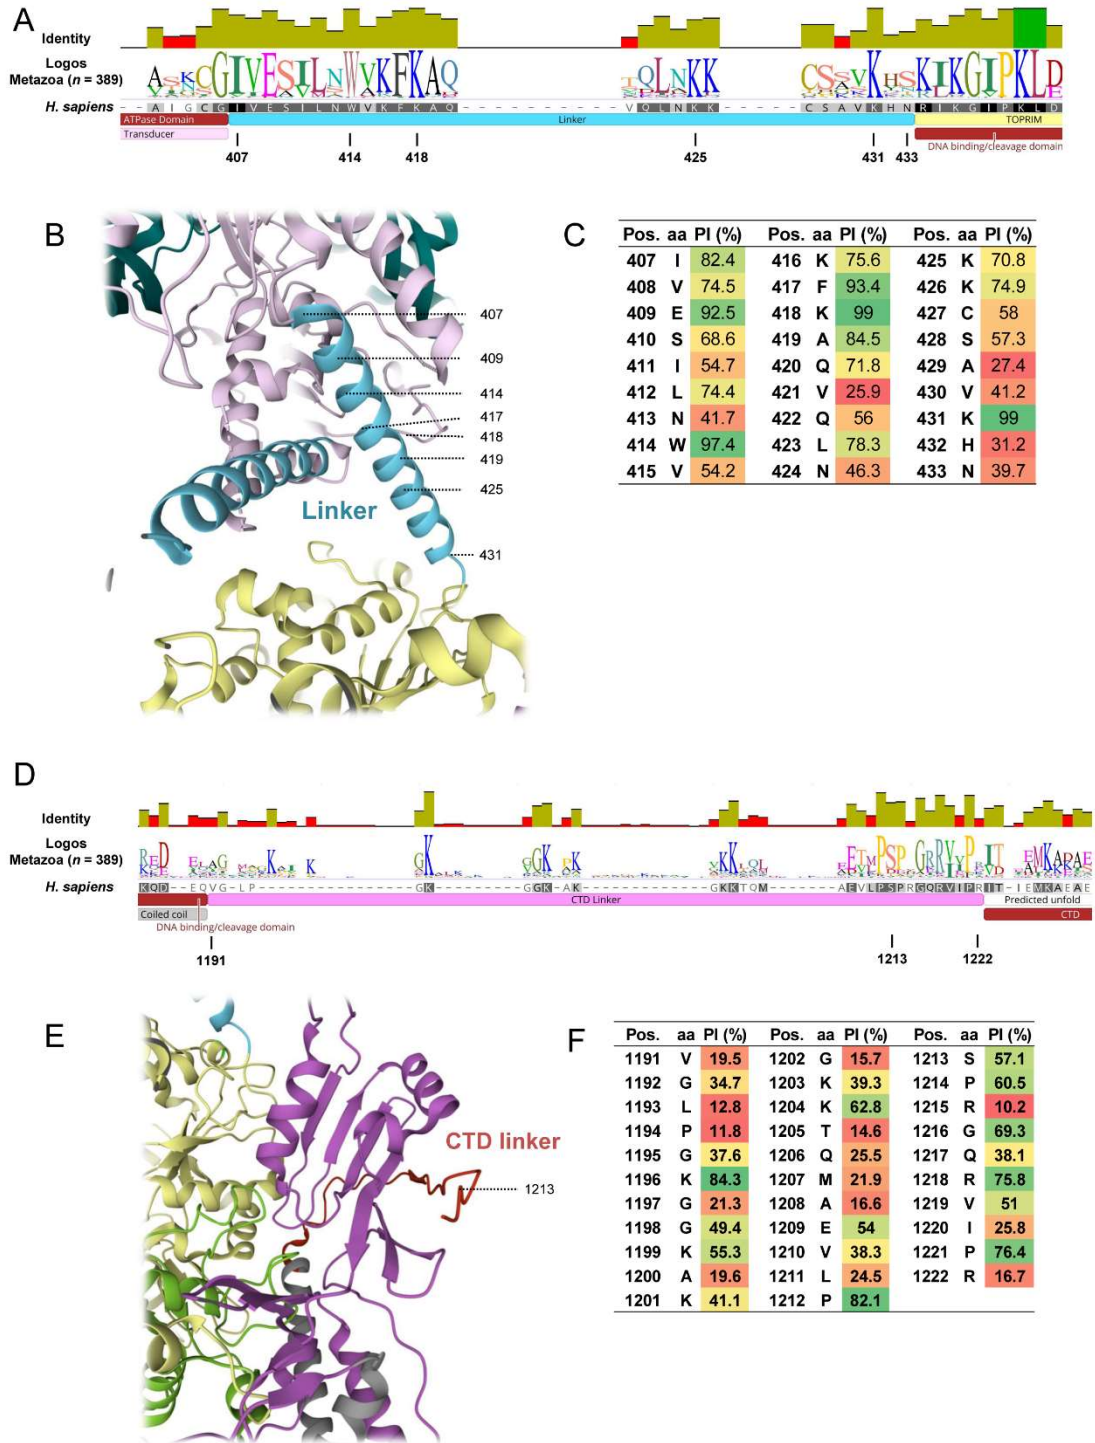 A
Identity
Logos
Metazoa (n = 389)
H. sapiens
- - A I G C G I V E S I L N W V K F K A Q - - - - - - - - - - V Q L N K K - - - - - C S A V K H N R I K G I P K L D
ATPase Domain
Linker
TOPRIM
Transducer
DNA binding/cleavage domain
407 414 418 425 431 433
B
407
409
414
417
418
419
425
431
Linker
C
Pos. aa PI (%) Pos. aa PI (%) Pos. aa PI (%)
407 I 82.4 416 K 75.6 425 K 70.8
408 V 74.5 417 F 93.4 426 K 74.9
409 E 92.5 418 K 99 427 C 58
410 S 68.6 419 A 84.5 428 S 57.3
411 I 54.7 420 Q 71.8 429 A 27.4
412 L 74.4 421 V 25.9 430 V 41.2
413 N 41.7 422 Q 56 431 K 99
414 W 97.4 423 L 78.3 432 H 31.2
415 V 54.2 424 N 46.3 433 N 39.7
D
Identity
Logos
Metazoa (n = 389)
H. sapiens
KQD--EQVG-LP---------------GK---------GGK-AK------------GKKTQM-------AEVLPSPRGQRVIPRIT-IEMKAEAE
CTD Linker
Predicted unfold
Coiled coil
DNA binding/cleavage domain
CTD
1191 1213 1222
E
CTD linker
1213
F
Pos. aa PI (%) Pos. aa PI (%) Pos. aa PI (%)
1191 V 19.5 1202 G 15.7 1213 S 57.1
1192 G 34.7 1203 K 39.3 1214 P 60.5
1193 L 12.8 1204 K 62.8 1215 R 10.2
1194 P 11.8 1205 T 14.6 1216 G 69.3
1195 G 37.6 1206 Q 25.5 1217 Q 38.1
1196 K 84.3 1207 M 21.9 1218 R 75.8
1197 G 21.3 1208 A 16.6 1219 V 51
1198 G 49.4 1209 E 54 1220 I 25.8
1199 K 55.3 1210 V 38.3 1221 P 76.4
1200 A 19.6 1211 L 24.5 1222 R 16.7
1201 K 41.1 1212 P 82.1